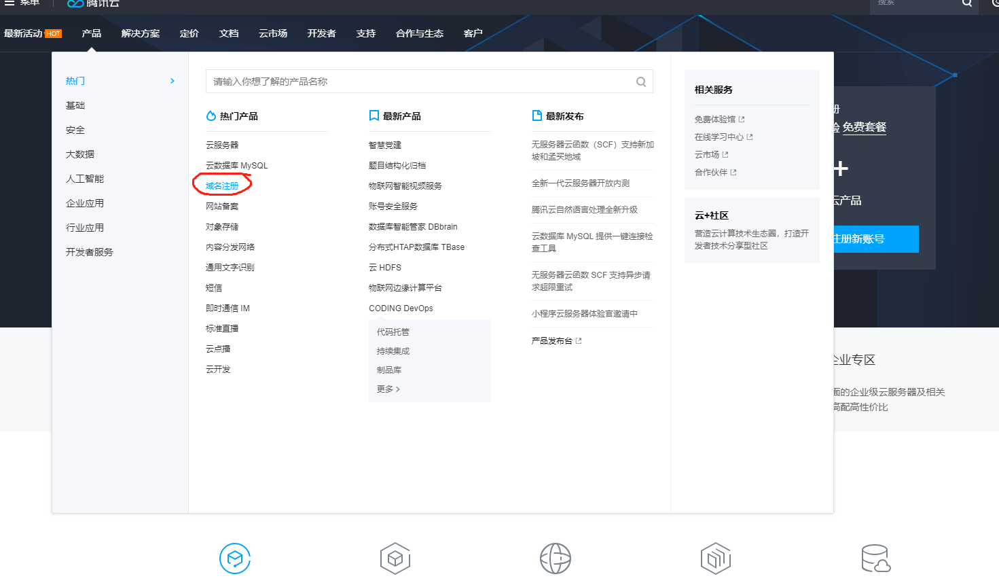 菜单
腾讯云
搜索
最新活动 HOT 产品 解决方案 定价 文档 云市场 开发者 支持 合作与生态 客户
热门
基础
安全
大数据
人工智能
企业应用
行业应用
开发者服务
请输入你想了解的产品名称
热门产品
云服务器
云数据库 MySQL
域名注册
网站备案
对象存储
内容分发网络
通用文字识别
短信
即时通信 IM
标准直播
云点播
云开发
最新产品
智慧党建
题目结构化归档
物联网智能视频服务
账号安全服务
数据库智能管家 DBbrain
分布式HTAP数据库 TBase
云 HDFS
物联网边缘计算平台
CODING DevOps
代码托管
持续集成
制品库
更多 >
最新发布
无服务器云函数（SCF）支持新加
坡和孟买地域
全新一代云服务器开放内测
腾讯云自然语言处理全新升级
云数据库 MySQL 提供一键连接检
查工具
无服务器云函数 SCF 支持异步请
求超限重试
小程序云服务器体验官邀请中
产品发布台
相关服务
免费体验馆
在线学习中心
云市场
合作伙伴
云+社区
营造云计算技术生态圈，打造开
发者技术分享型社区
册
验 免费套餐
+
云产品
注册新账号
企业专区
面的企业级云服务器及相关
高配高性价比